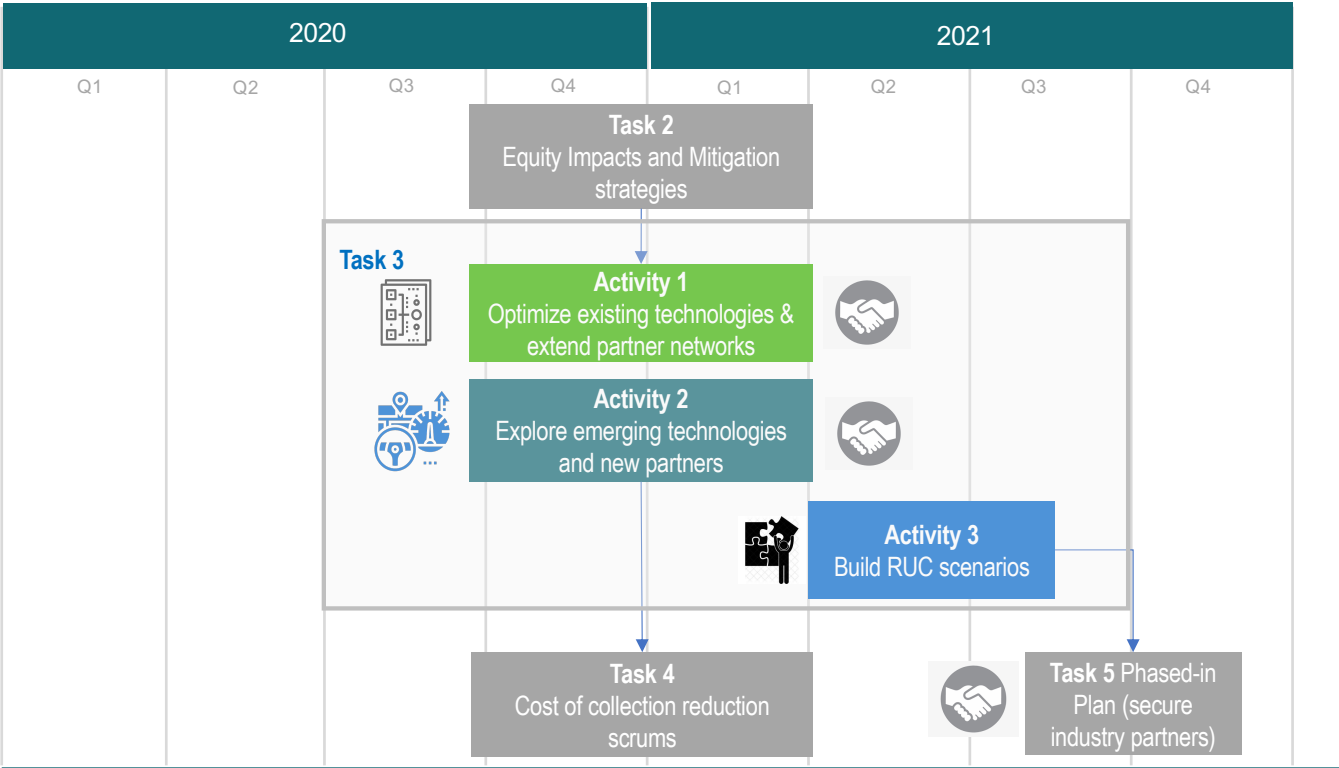 2020
2021
Q1
Q2
Q3
Q4
Q1
Q2
Q3
Q4
Task 2
Equity Impacts and Mitigation
strategies
Task 3
Activity 1
Optimize existing technologies &
extend partner networks
Activity 2
Explore emerging technologies
and new partners
Activity 3
Build RUC scenarios
Task 4
Cost of collection reduction
scrums
Task 5 Phased-in
Plan (secure
industry partners)